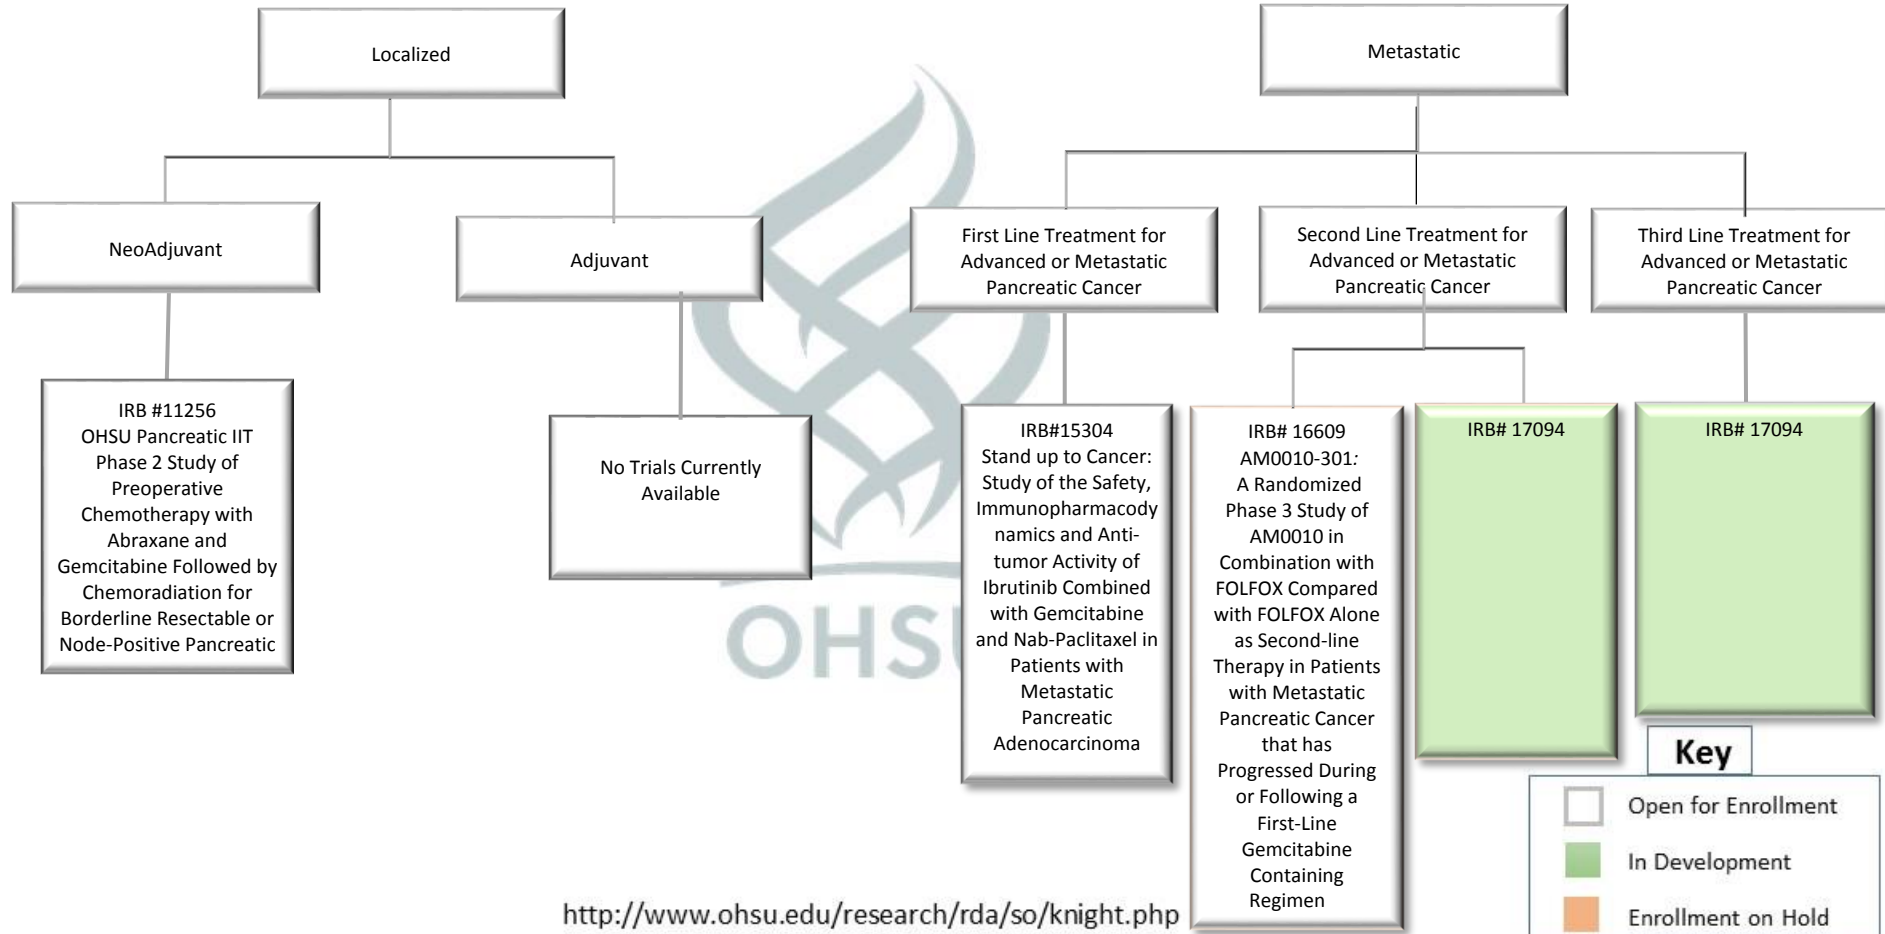 Localized
Metastatic
NeoAdjuvant
Adjuvant
First Line Treatment for
Advanced or Metastatic
Pancreatic Cancer
Second Line Treatment for
Advanced or Metastatic
Pancreatic Cancer
Third Line Treatment for
Advanced or Metastatic
Pancreatic Cancer
IRB #11256
OHSU Pancreatic IIT
Phase 2 Study of
Preoperative
Chemotherapy with
Abraxane and
Gemcitabine Followed by
Chemoradiation for
Borderline Resectable or
Node-Positive Pancreatic
No Trials Currently
Available
IRB#15304
Stand up to Cancer:
Study of the Safety,
Immunopharmacody
namics and Anti-
tumor Activity of
Ibrutinib Combined
with Gemcitabine
and Nab-Paclitaxel in
Patients with
Metastatic
Pancreatic
Adenocarcinoma
IRB# 16609
AM0010-301:
A Randomized
Phase 3 Study of
AM0010 in
Combination with
FOLFOX Compared
with FOLFOX Alone
as Second-line
Therapy in Patients
with Metastatic
Pancreatic Cancer
that has
Progressed During
or Following a
First-Line
Gemcitabine
Containing
Regimen
IRB# 17094
IRB# 17094
OHSU
Key
Open for Enrollment
In Development
Enrollment on Hold
http://www.ohsu.edu/research/rda/so/knight.php